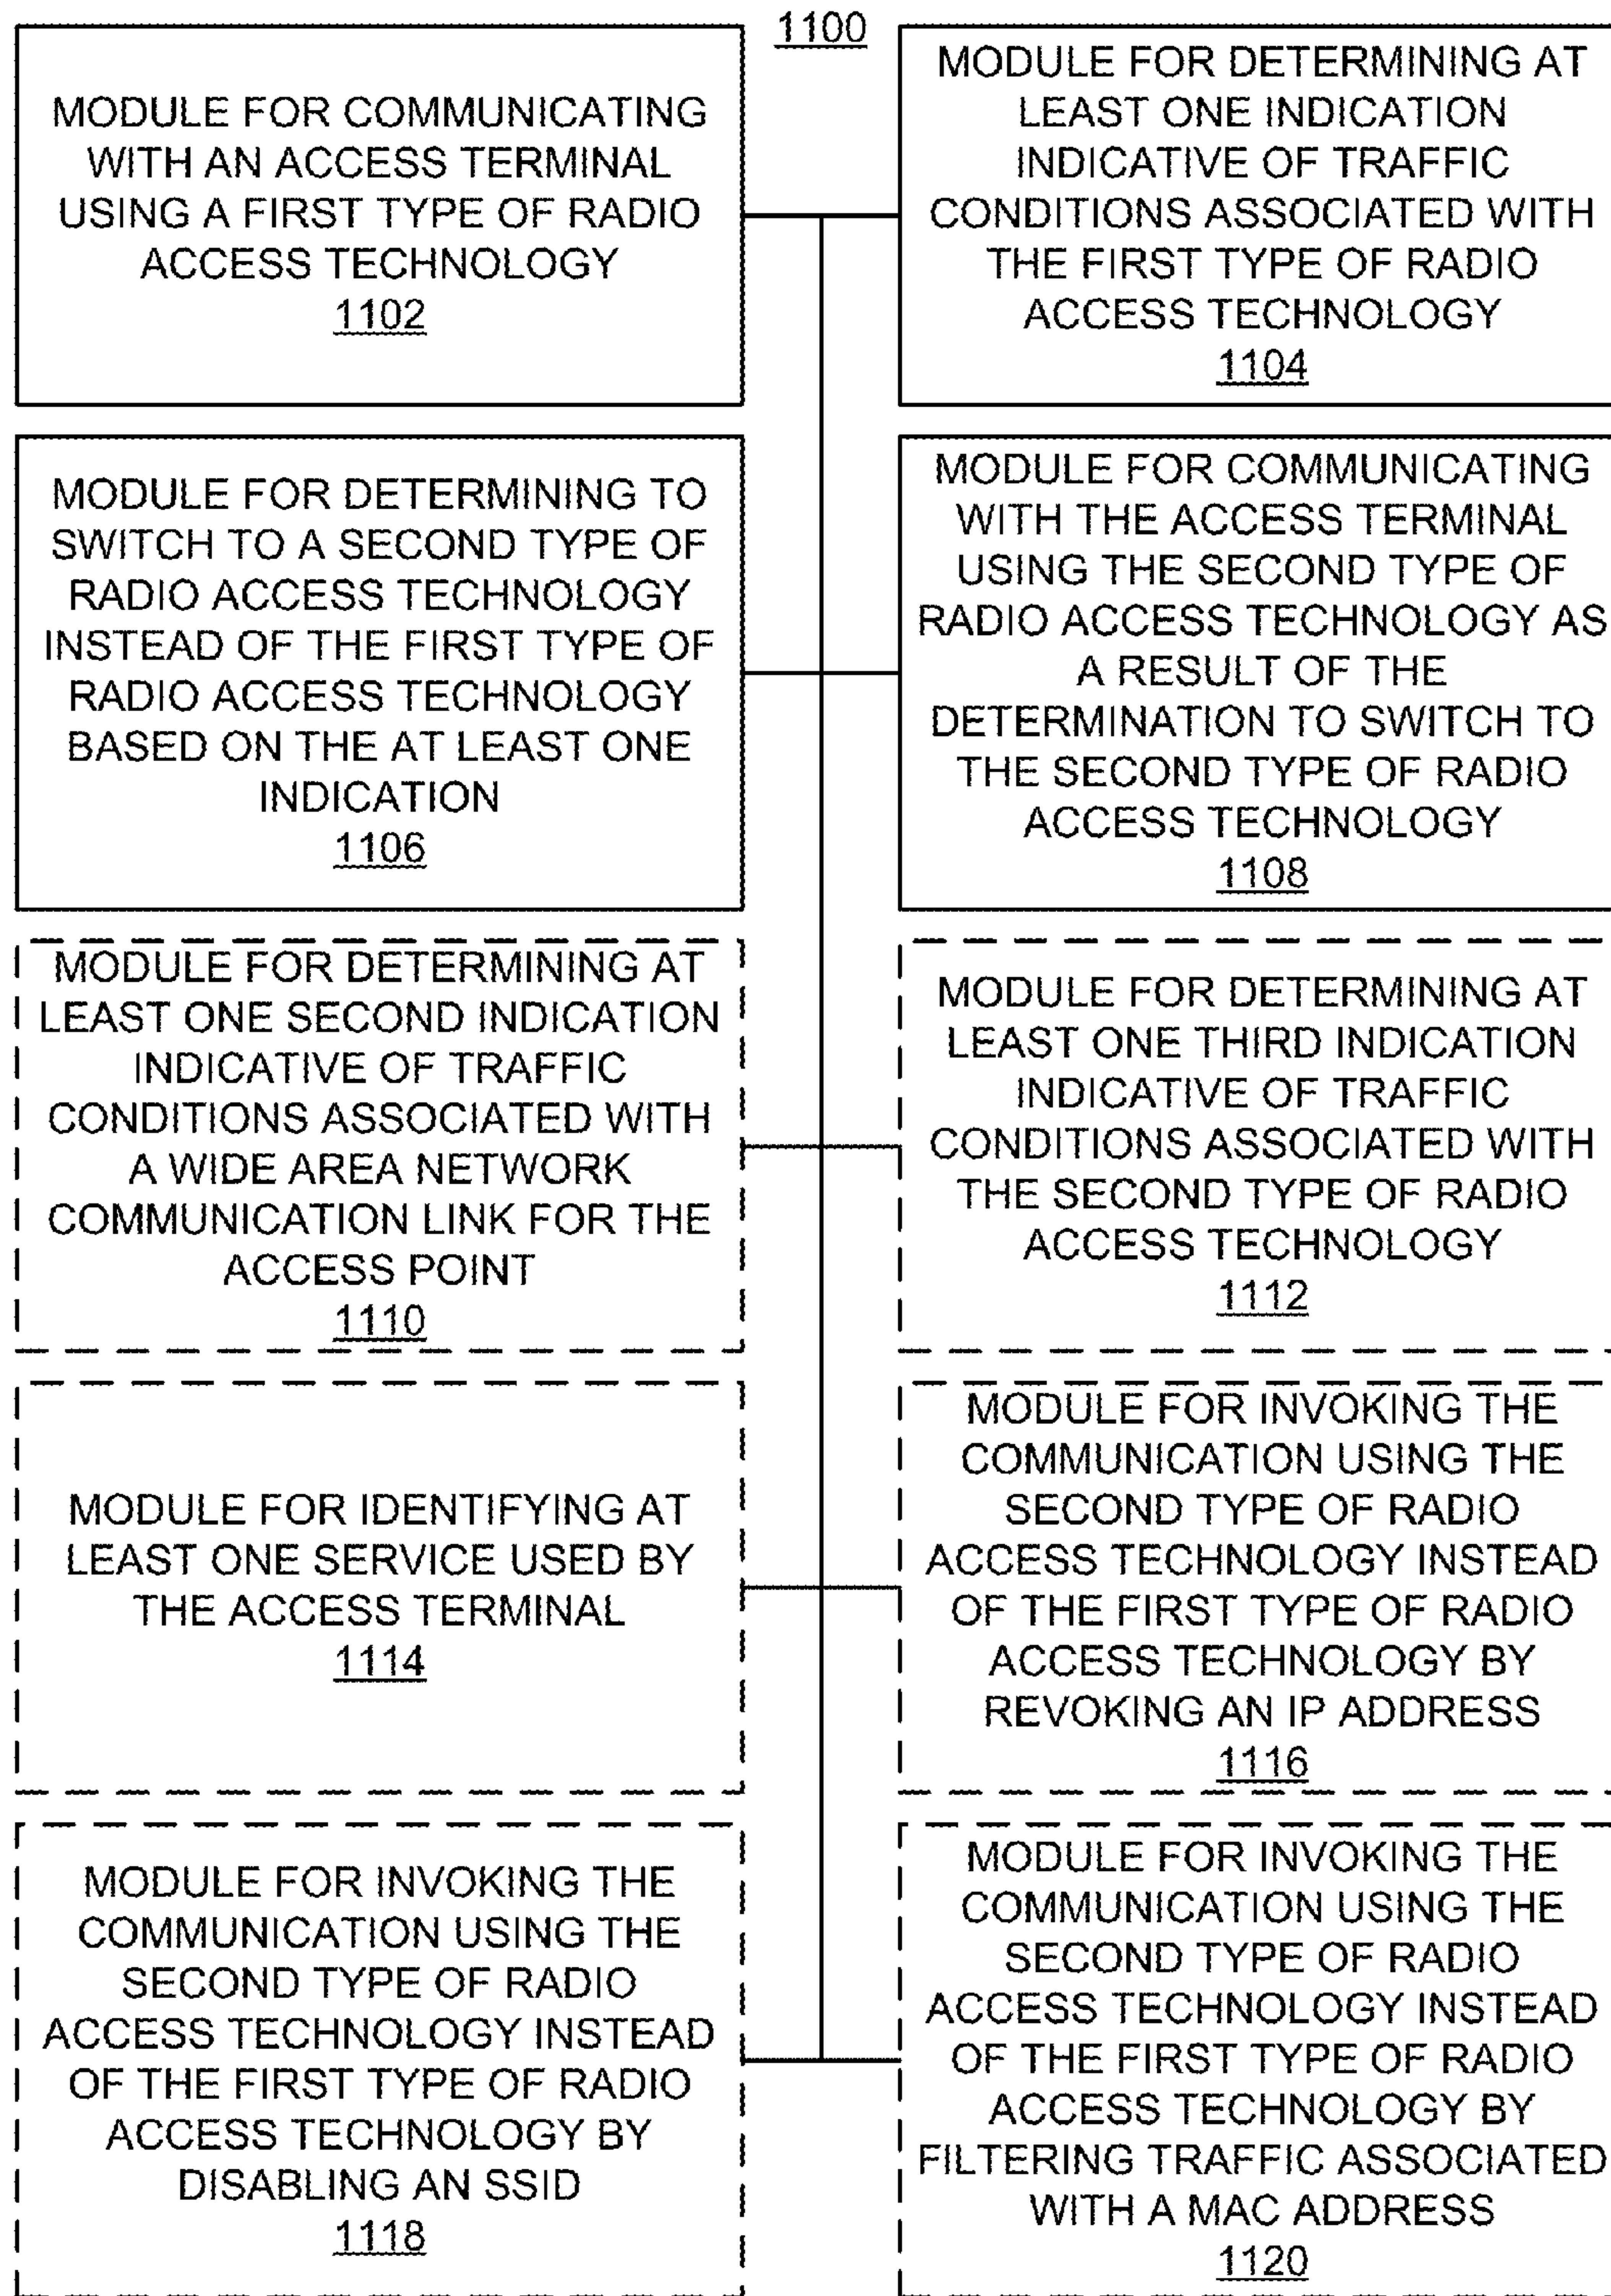 1100
MODULE FOR COMMUNICATING
WITH AN ACCESS TERMINAL
USING A FIRST TYPE OF RADIO
ACCESS TECHNOLOGY
1102
MODULE FOR DETERMINING AT
LEAST ONE INDICATION
INDICATIVE OF TRAFFIC
CONDITIONS ASSOCIATED WITH
THE FIRST TYPE OF RADIO
ACCESS TECHNOLOGY
1104
MODULE FOR DETERMINING TO
SWITCH TO A SECOND TYPE OF
RADIO ACCESS TECHNOLOGY
INSTEAD OF THE FIRST TYPE OF
RADIO ACCESS TECHNOLOGY
BASED ON THE AT LEAST ONE
INDICATION
1106
MODULE FOR COMMUNICATING
WITH THE ACCESS TERMINAL
USING THE SECOND TYPE OF
RADIO ACCESS TECHNOLOGY AS
A RESULT OF THE
DETERMINATION TO SWITCH TO
THE SECOND TYPE OF RADIO
ACCESS TECHNOLOGY
1108
MODULE FOR DETERMINING AT
LEAST ONE SECOND INDICATION
INDICATIVE OF TRAFFIC
CONDITIONS ASSOCIATED WITH
A WIDE AREA NETWORK
COMMUNICATION LINK FOR THE
ACCESS POINT
1110
MODULE FOR DETERMINING AT
LEAST ONE THIRD INDICATION
INDICATIVE OF TRAFFIC
CONDITIONS ASSOCIATED WITH
THE SECOND TYPE OF RADIO
ACCESS TECHNOLOGY
1112
MODULE FOR IDENTIFYING AT
LEAST ONE SERVICE USED BY
THE ACCESS TERMINAL
1114
MODULE FOR INVOKING THE
COMMUNICATION USING THE
SECOND TYPE OF RADIO
ACCESS TECHNOLOGY INSTEAD
OF THE FIRST TYPE OF RADIO
ACCESS TECHNOLOGY BY
REVOKING AN IP ADDRESS
1116
MODULE FOR INVOKING THE
COMMUNICATION USING THE
SECOND TYPE OF RADIO
ACCESS TECHNOLOGY INSTEAD
OF THE FIRST TYPE OF RADIO
ACCESS TECHNOLOGY BY
DISABLING AN SSID
1118
MODULE FOR INVOKING THE
COMMUNICATION USING THE
SECOND TYPE OF RADIO
ACCESS TECHNOLOGY INSTEAD
OF THE FIRST TYPE OF RADIO
ACCESS TECHNOLOGY BY
FILTERING TRAFFIC ASSOCIATED
WITH A MAC ADDRESS
1120